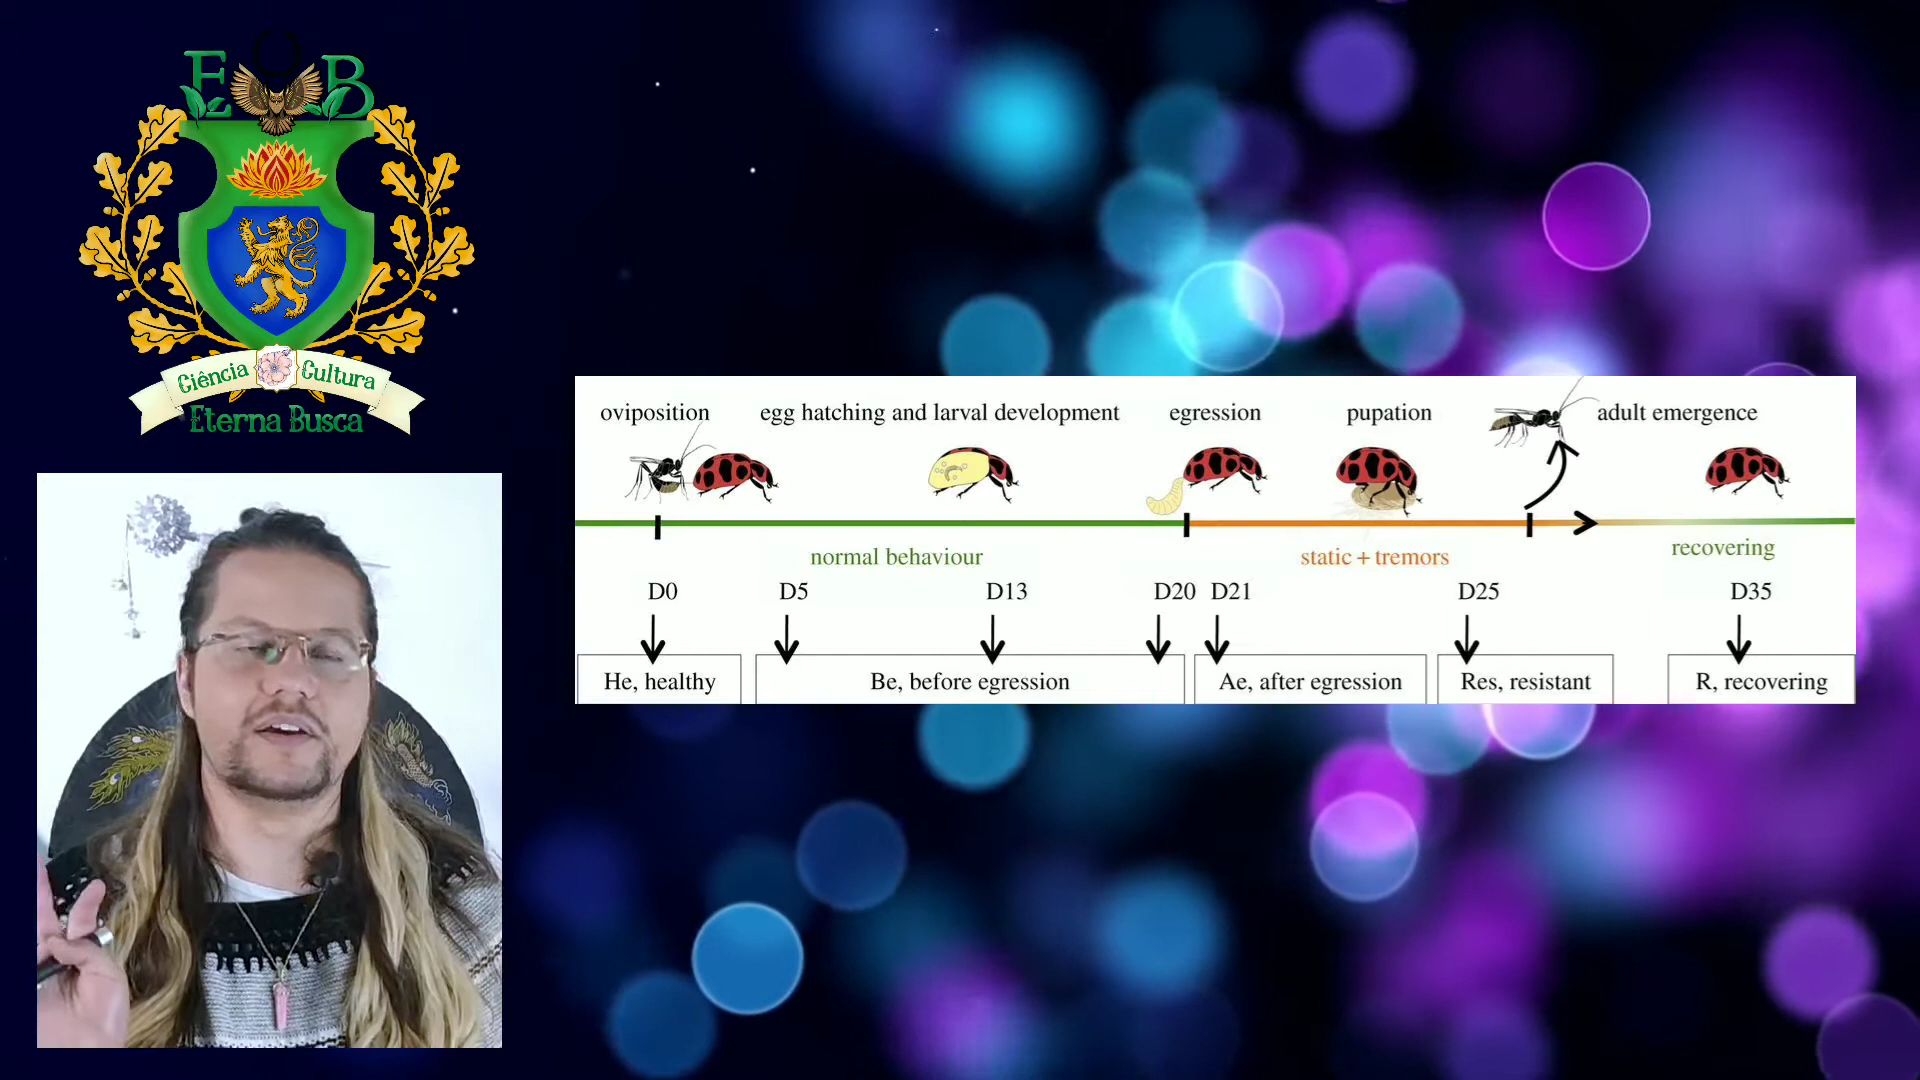 E B
Ciência Cultura
Eterna Busca
oviposition egg hatching and larval development egression pupation adult emergence
normal behaviour static + tremors recovering
D0 D5 D13 D20 D21 D25 D35
He, healthy Be, before egression Ae, after egression Res, resistant R, recovering